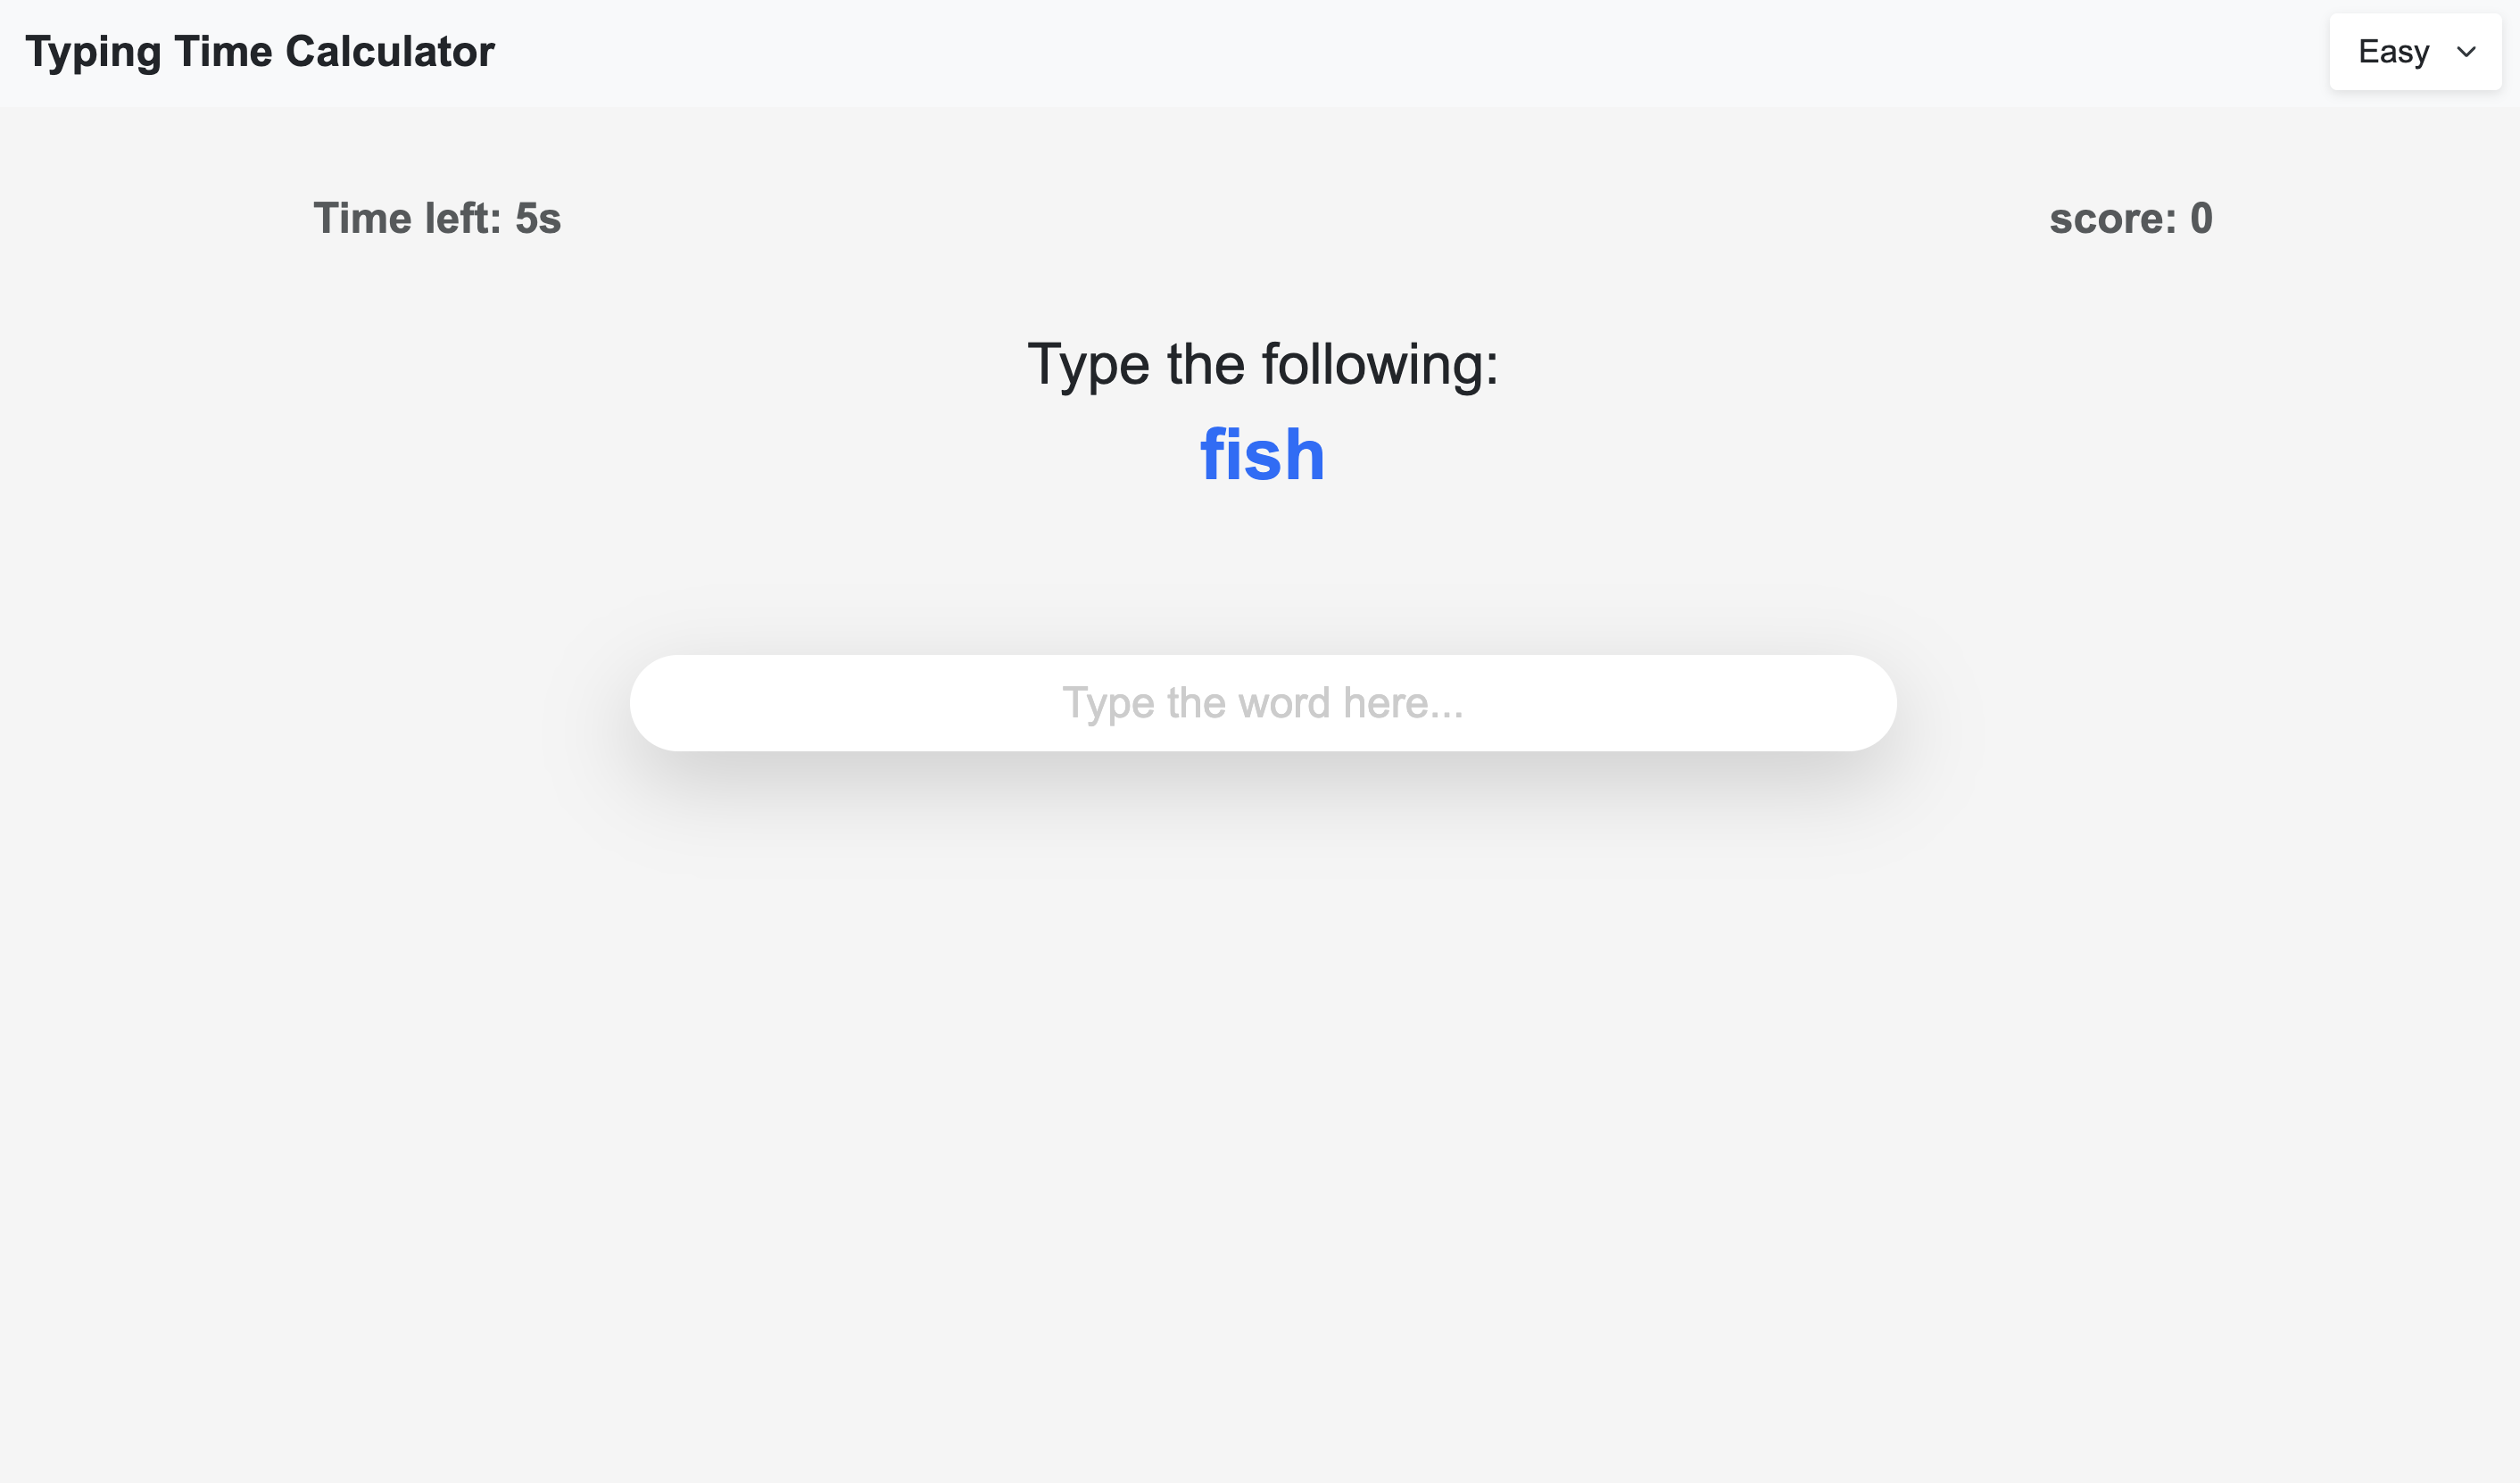 Typing Time Calculator
Easy
Time left: 5s
score: 0
Type the following:
fish
Type the word here...